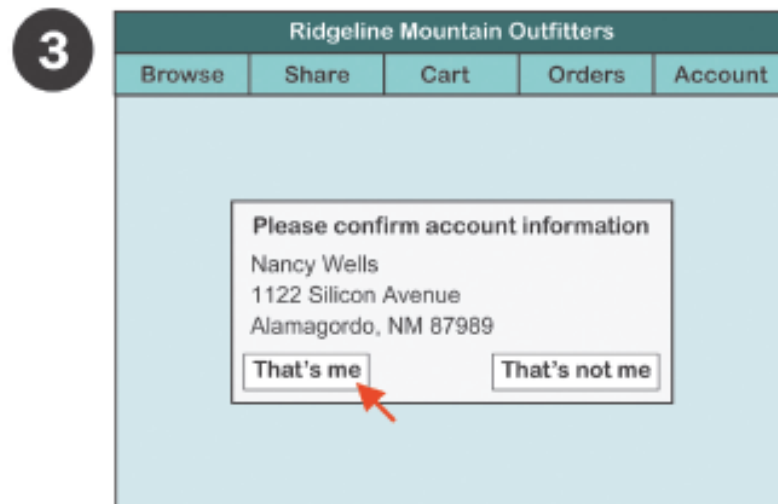 3
Ridgeline Mountain Outfitters
Browse Share Cart Orders Account
Please confirm account information
Nancy Wells
1122 Silicon Avenue
Alamagordo, NM 87989
That's me That's not me